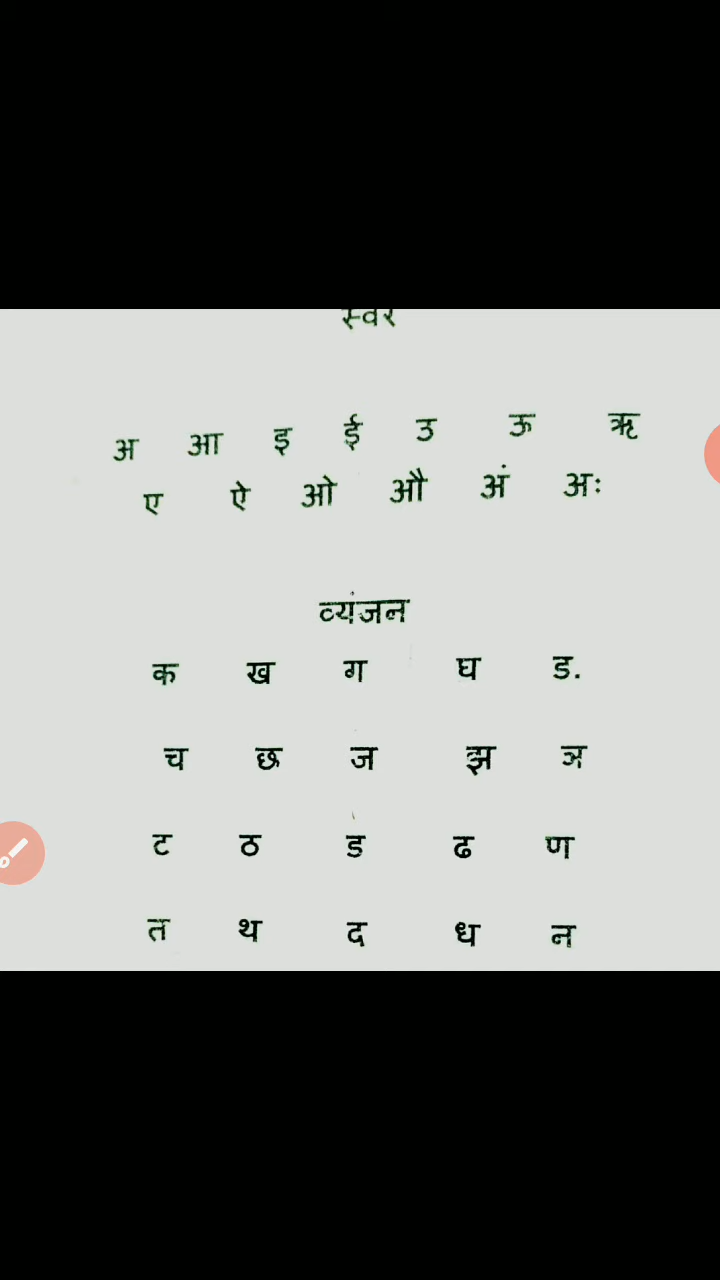 स्वर
अ आ इ ई उ ऊ ऋ
ए ऐ ओ औ अं अः
व्यंजन
क ख ग घ ड.
च छ ज झ ञ
ट ठ ड ढ ण
त थ द ध न